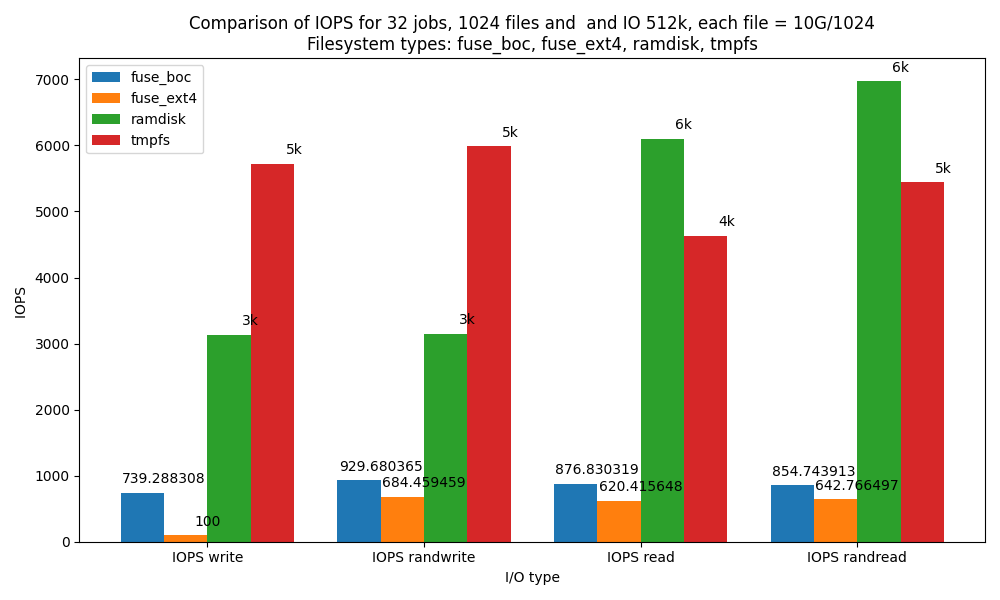 Comparison of IOPS for 32 jobs, 1024 files and  and IO 512k, each file = 10G/1024
Filesystem types: fuse_boc, fuse_ext4, ramdisk, tmpfs
fuse_boc
fuse_ext4
ramdisk
tmpfs
IOPS
7000
6000
5000
4000
3000
2000
1000
0
739.288308
100
3k
5k
929.680365
684.459459
3k
5k
876.830319
620.415648
6k
4k
854.743913
642.766497
6k
5k
IOPS write
IOPS randwrite
IOPS read
IOPS randread
I/O type